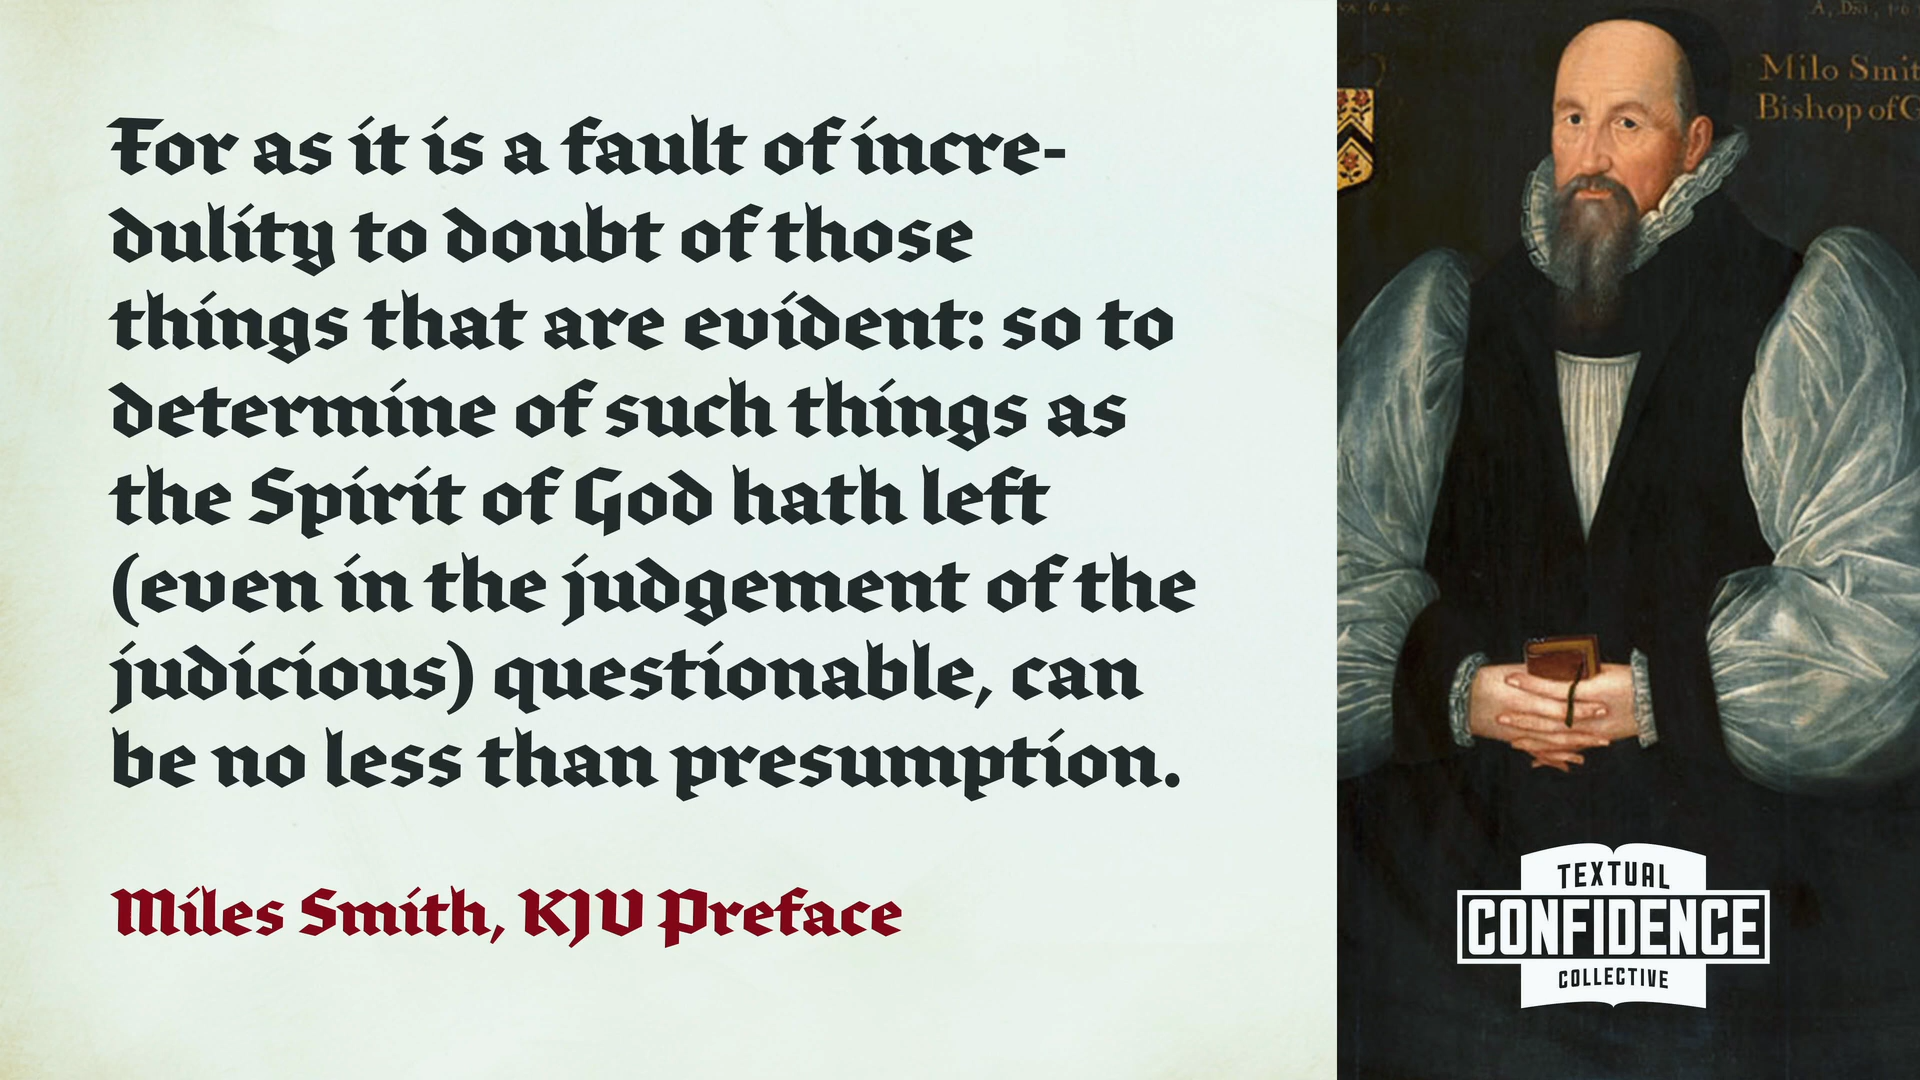 For as it is a fault of incre-
dulity to doubt of those
things that are evident: so to
determine of such things as
the Spirit of God hath left
(even in the judgement of the
judicious) questionable, can
be no less than presumption.
Miles Smith, KJV Preface
Milo Smit
Bishop of G
TEXTUAL
CONFIDENCE
COLLECTIVE